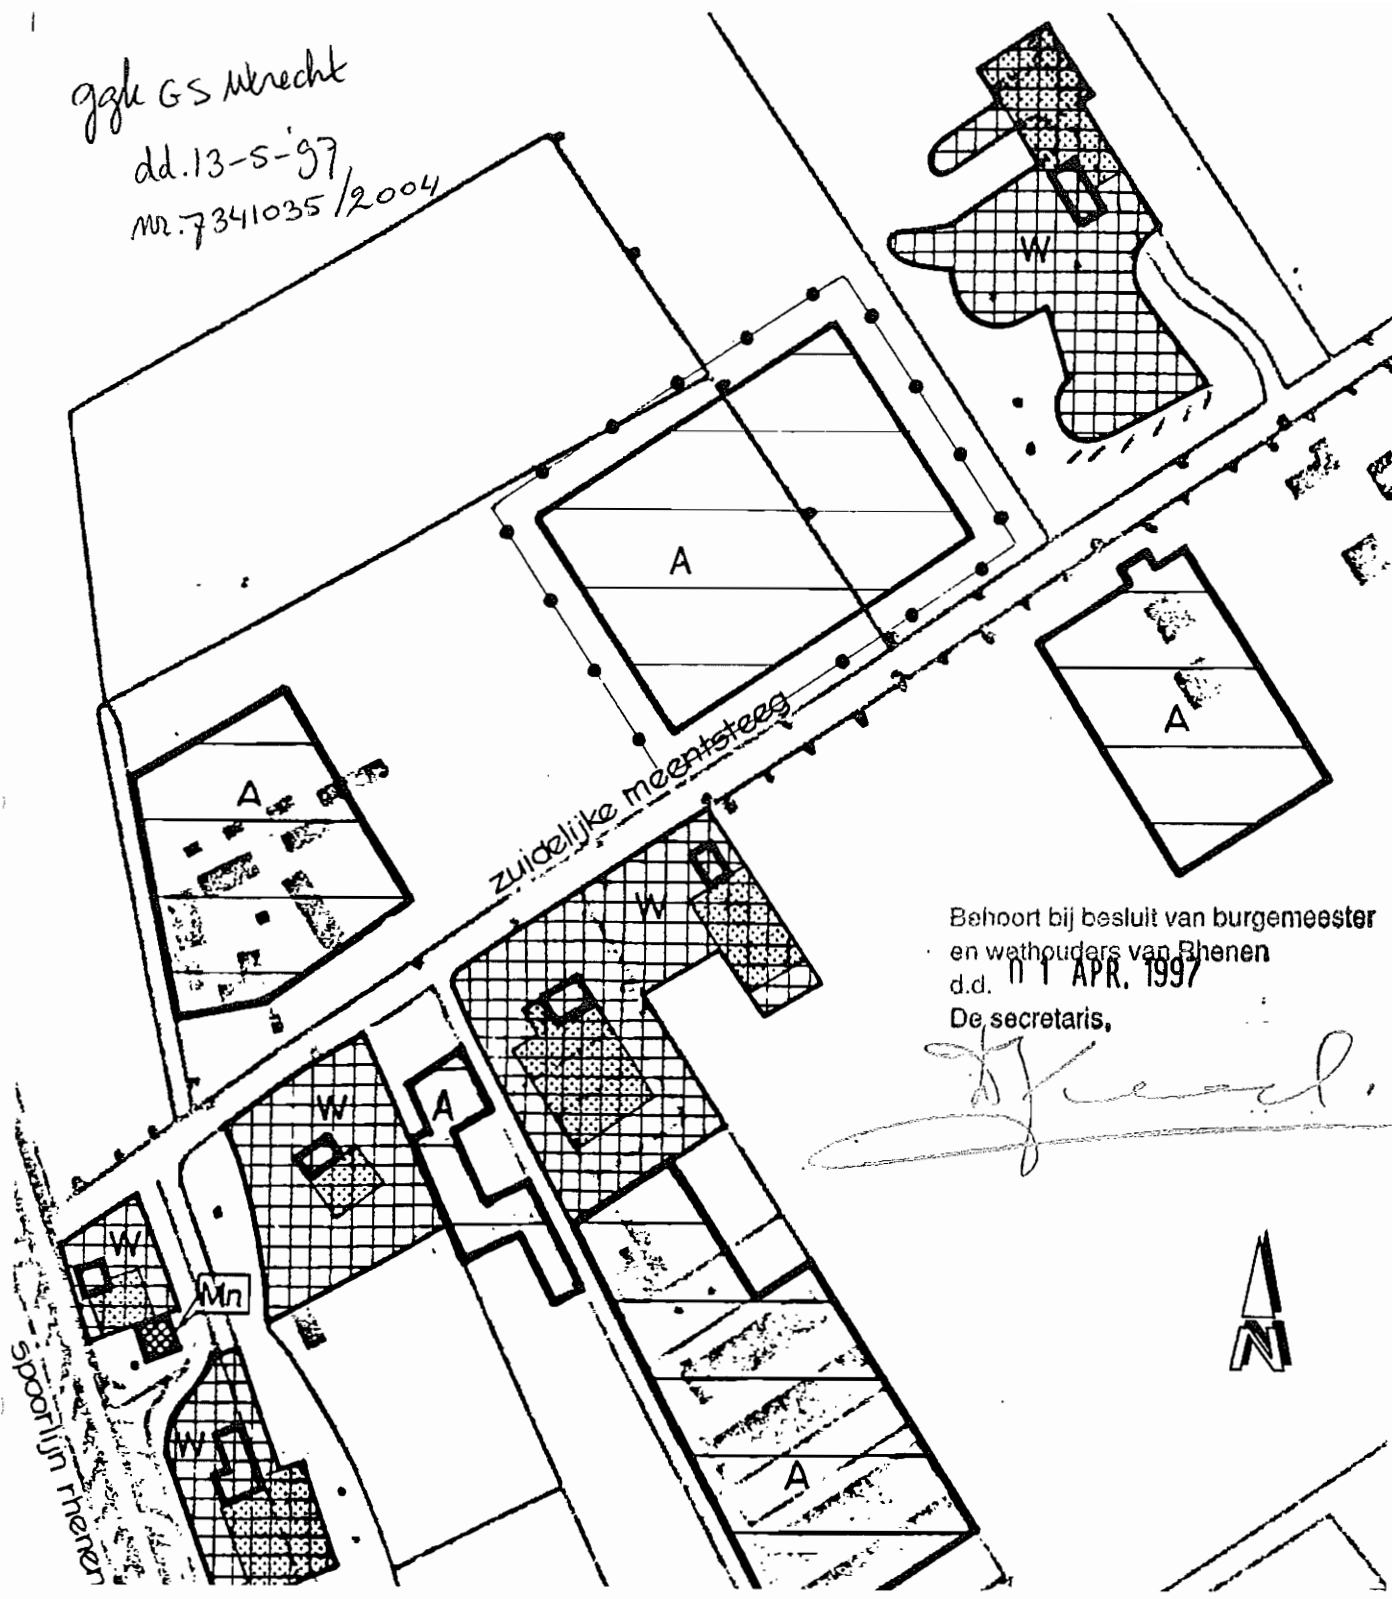 ggk GS Utrecht
dd. 13-5-'97
nr. 7341035/2004
W
A
A
A
zuidelijke meentsteeg
W
Behoort bij besluit van burgemeester
en wethouders van Rhenen
d.d. 01 APR. 1997
De secretaris,
W
A
W
Mn
N
W
A
spoorlijn rhenen